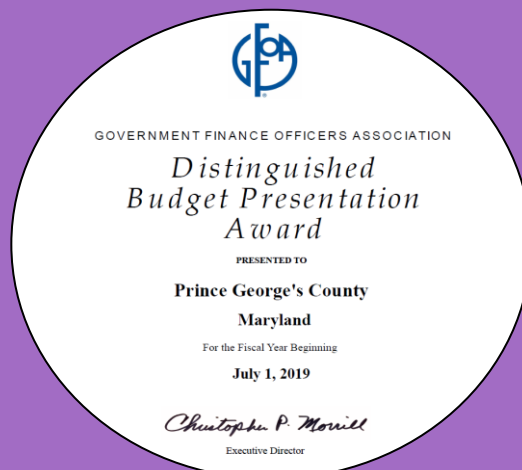 GFOA
GOVERNMENT FINANCE OFFICERS ASSOCIATION
Distinguished
Budget Presentation
Award
PRESENTED TO
Prince George's County
Maryland
For the Fiscal Year Beginning
July 1, 2019
Christopher P. Morrill
Executive Director